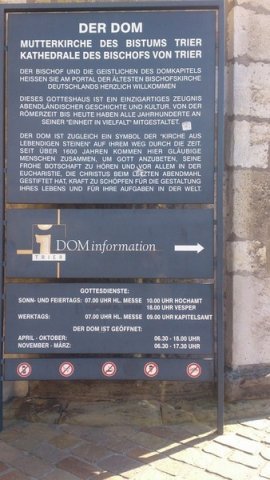 DER DOM
MUTTERKIRCHE DES BISTUMS TRIER
KATHEDRALE DES BISCHOFS VON TRIER
DER BISCHOF UND DIE GEISTLICHEN DES DOMKAPITELS
HEISSEN SIE AM PORTAL DER ÄLTESTEN BISCHOFSKIRCHE
DEUTSCHLANDS HERZLICH WILLKOMMEN
DIESES GOTTESHAUS IST EIN EINZIGARTIGES ZEUGNIS
ABENDLÄNDISCHER GESCHICHTE UND KULTUR. VON DER
RÖMERZEIT BIS HEUTE HABEN ALLE JAHRHUNDERTE AN
SEINER "EINHEIT IN VIELFALT" MITGESTALTET.
DER DOM IST ZUGLEICH EIN SYMBOL DER "KIRCHE AUS
LEBENDIGEN STEINEN" AUF IHREM WEG DURCH DIE ZEIT.
SEIT ÜBER 1600 JAHREN KOMMEN HIER GLÄUBIGE
MENSCHEN ZUSAMMEN, UM GOTT ANZUBETEN, SEINE
FROHE BOTSCHAFT ZU HÖREN UND VOR ALLEM IN DER
EUCHARISTIE, DIE CHRISTUS BEIM LETZTEN ABENDMAHL
GESTIFTET HAT, KRAFT ZU SCHÖPFEN FÜR DIE GESTALTUNG
IHRES LEBENS UND FÜR IHRE AUFGABEN IN DER WELT.
i
TRIER
DOM information
GOTTESDIENSTE:
SONN- UND FEIERTAGS: 07.00 UHR HL. MESSE 10.00 UHR HOCHAMT
18.00 UHR VESPER
WERKTAGS: 07.00 UHR HL. MESSE 09.00 UHR KAPITELSAMT
DER DOM IST GEÖFFNET:
APRIL - OKTOBER: 06.30 - 18.00 UHR
NOVEMBER - MÄRZ: 06.30 - 17.30 UHR